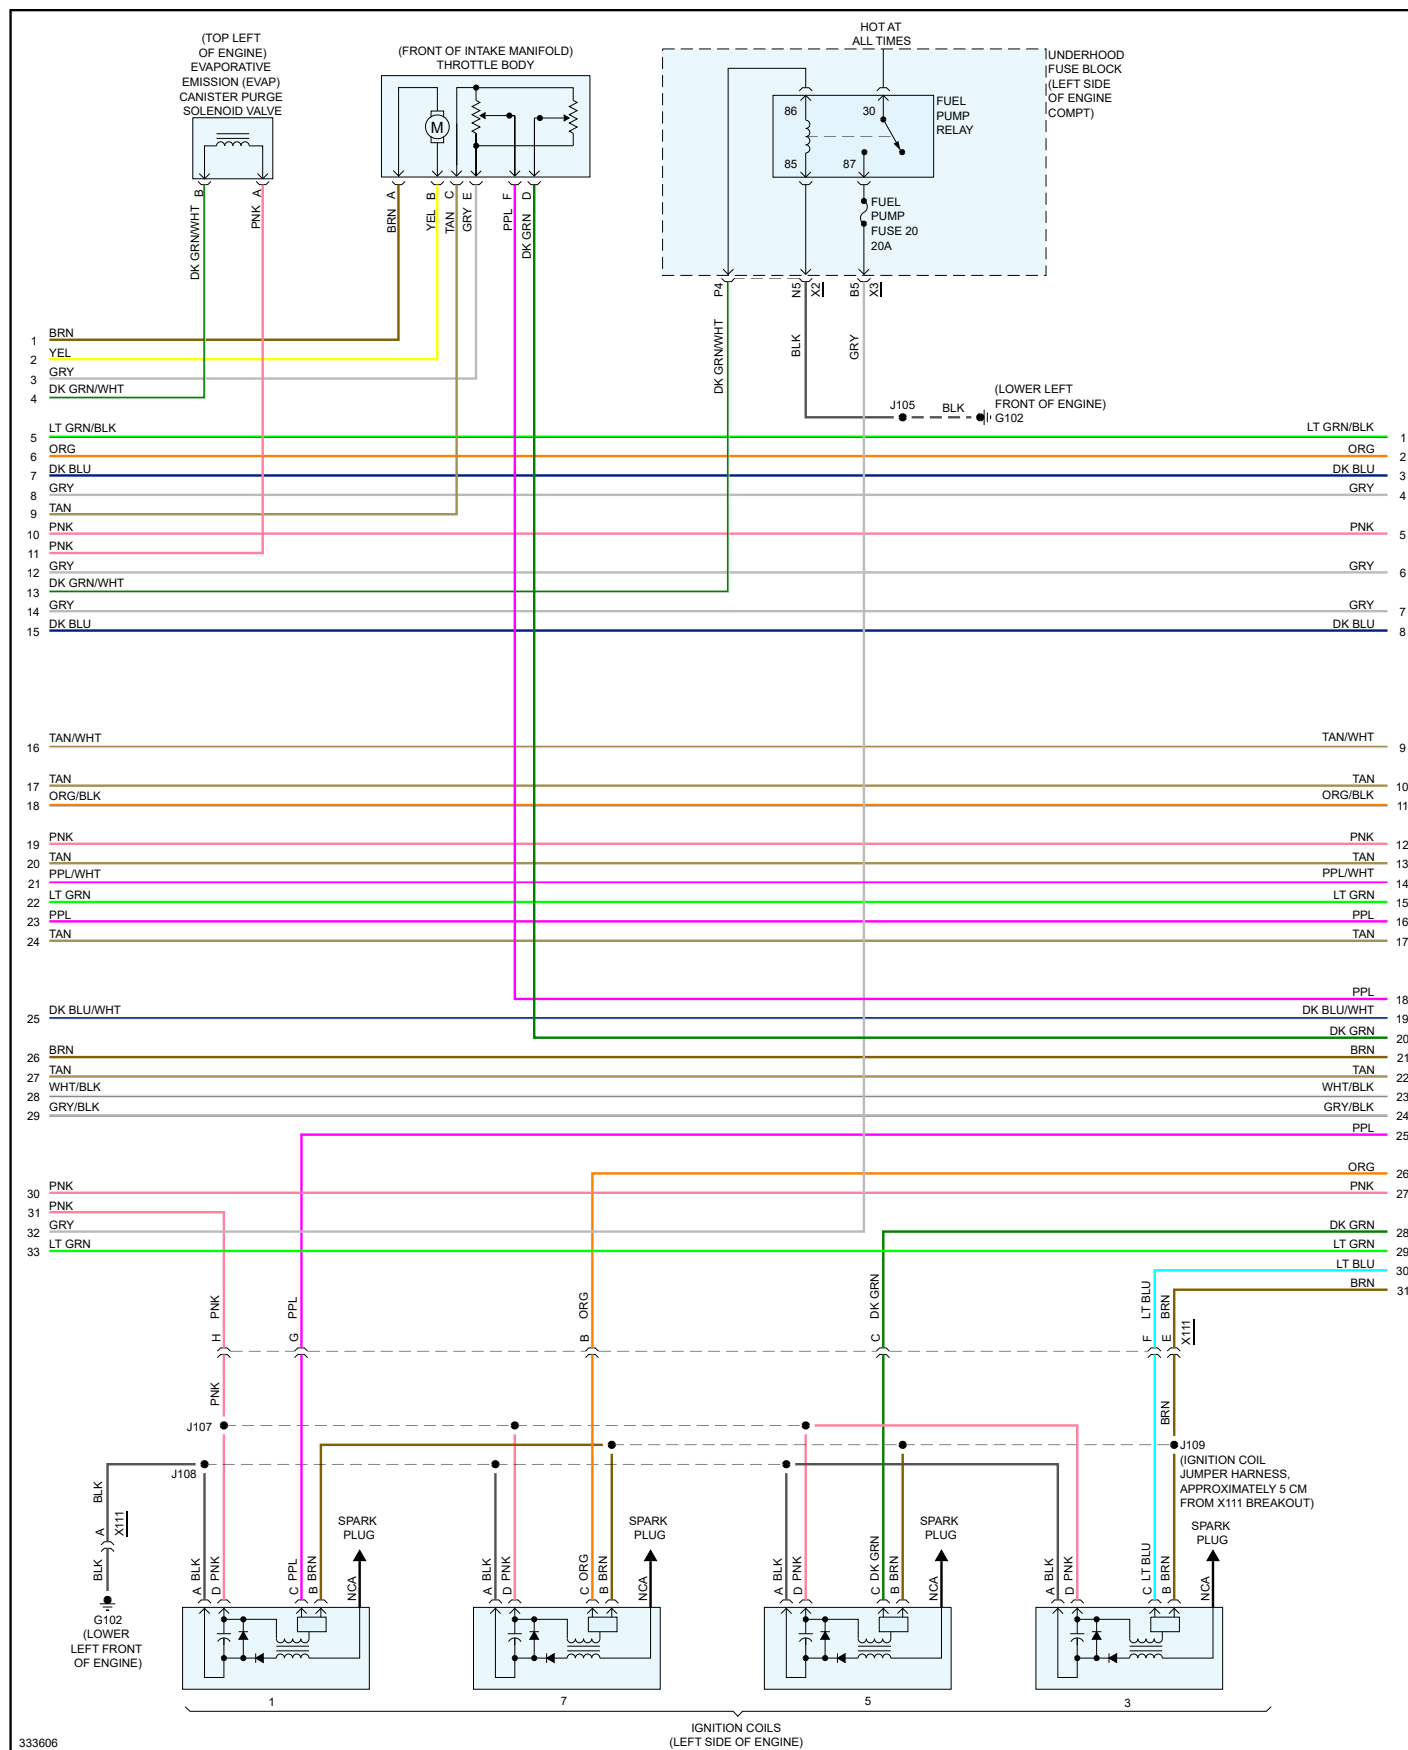 (TOP LEFT
OF ENGINE)
EVAPORATIVE
EMISSION (EVAP)
CANISTER PURGE
SOLENOID VALVE
(FRONT OF INTAKE MANIFOLD)
THROTTLE BODY
M
HOT AT
ALL TIMES
UNDERHOOD
FUSE BLOCK
(LEFT SIDE
OF ENGINE
COMPT)
FUEL
PUMP
RELAY
86
30
85
87
FUEL
PUMP
FUSE 20
20A
B
A
DK GRN/WHT
PNK
A
B
C
E
F
D
BRN
YEL
TAN
GRY
PPL
DK GRN
P4
N5
X2
B5
X3
DK GRN/WHT
BLK
GRY
J105
BLK
(LOWER LEFT
FRONT OF ENGINE)
G102
1 BRN
2 YEL
3 GRY
4 DK GRN/WHT
5 LT GRN/BLK LT GRN/BLK 1
6 ORG ORG 2
7 DK BLU DK BLU 3
8 GRY GRY 4
9 TAN
10 PNK PNK 5
11 PNK
12 GRY GRY 6
13 DK GRN/WHT
14 GRY GRY 7
15 DK BLU DK BLU 8
16 TAN/WHT TAN/WHT 9
17 TAN TAN 10
18 ORG/BLK ORG/BLK 11
19 PNK PNK 12
20 TAN TAN 13
21 PPL/WHT PPL/WHT 14
22 LT GRN LT GRN 15
23 PPL PPL 16
24 TAN TAN 17
PPL 18
25 DK BLU/WHT DK BLU/WHT 19
DK GRN 20
26 BRN BRN 21
27 TAN TAN 22
28 WHT/BLK WHT/BLK 23
29 GRY/BLK GRY/BLK 24
PPL 25
ORG 26
30 PNK PNK 27
31 PNK
32 GRY DK GRN 28
33 LT GRN LT GRN 29
LT BLU 30
BRN 31
PNK
PPL
ORG
DK GRN
LT BLU
BRN
H
G
B
C
F
E
X111
PNK
BRN
J107
J108
J109
(IGNITION COIL
JUMPER HARNESS,
APPROXIMATELY 5 CM
FROM X111 BREAKOUT)
BLK
A
X111
BLK
G102
(LOWER
LEFT FRONT
OF ENGINE)
SPARK
PLUG
A BLK
D PNK
C PPL
B BRN
NCA
SPARK
PLUG
A BLK
D PNK
C ORG
B BRN
NCA
SPARK
PLUG
A BLK
D PNK
C DK GRN
B BRN
NCA
SPARK
PLUG
A BLK
D PNK
C LT BLU
B BRN
NCA
1
7
5
3
IGNITION COILS
(LEFT SIDE OF ENGINE)
333606